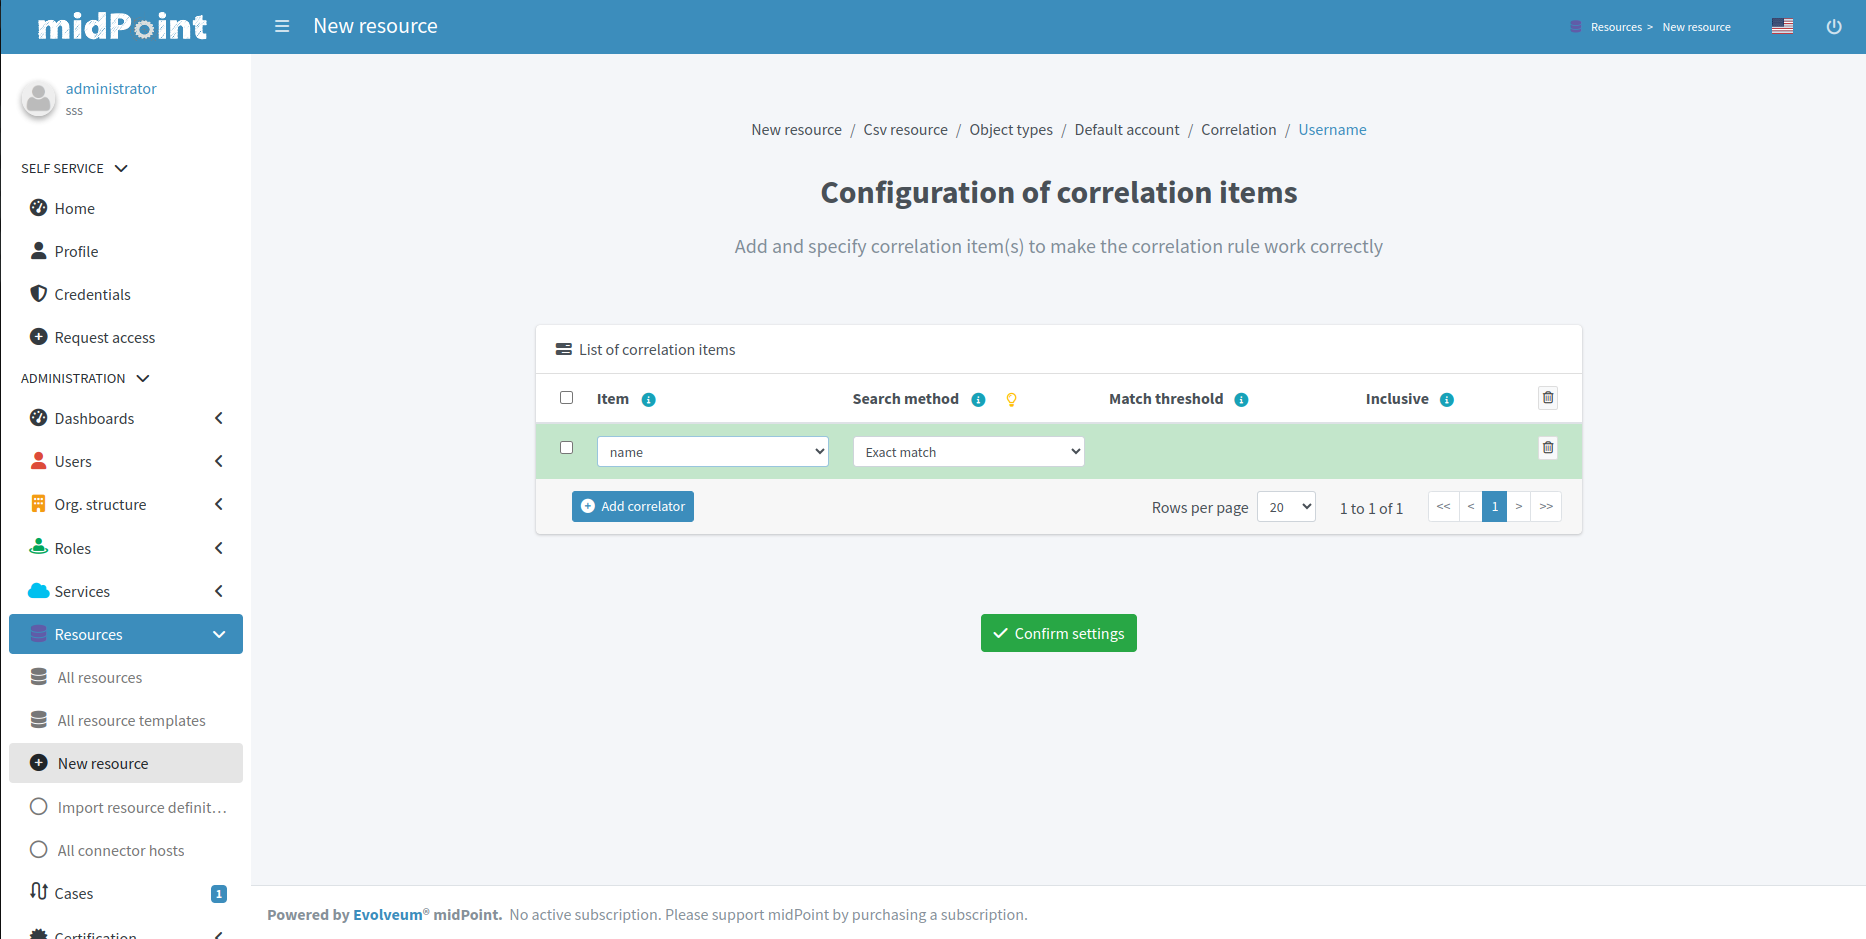 midPoint
New resource
Resources > New resource
administrator
sss
SELF SERVICE
Home
Profile
Credentials
Request access
ADMINISTRATION
Dashboards
Users
Org. structure
Roles
Services
Resources
All resources
All resource templates
New resource
Import resource definit...
All connector hosts
Cases 1
Certification
New resource / Csv resource / Object types / Default account / Correlation / Username
Configuration of correlation items
Add and specify correlation item(s) to make the correlation rule work correctly
List of correlation items
Item Search method Match threshold Inclusive
name Exact match
Add correlator Rows per page 20 1 to 1 of 1 << < 1 > >>
Confirm settings
Powered by Evolveum® midPoint. No active subscription. Please support midPoint by purchasing a subscription.